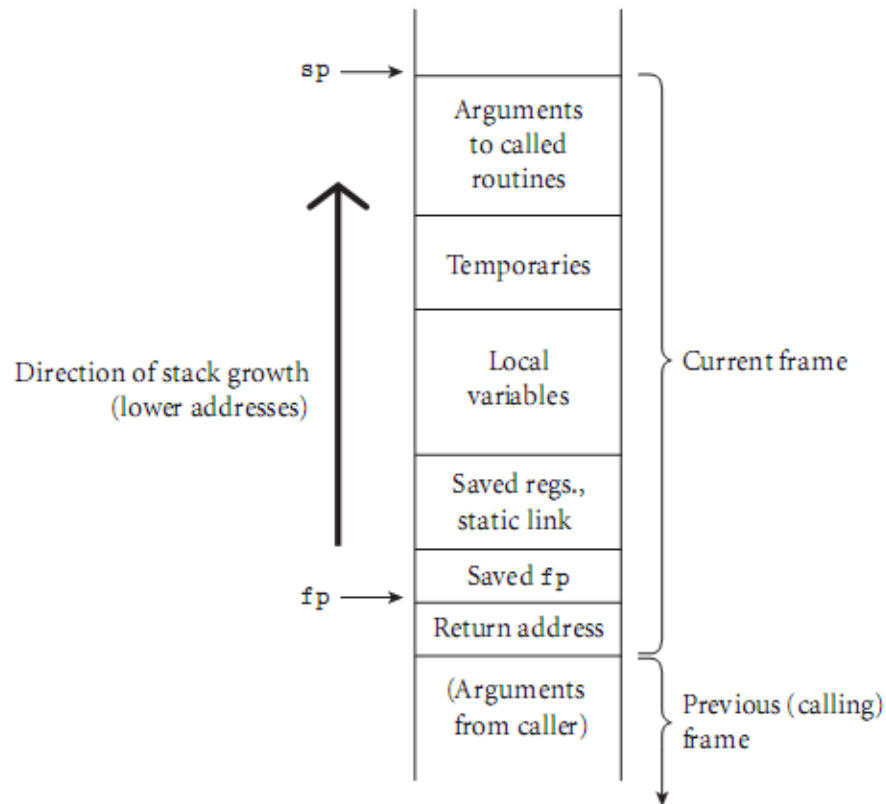 sp
Arguments
to called
routines
Temporaries
Direction of stack growth
(lower addresses)
Local
variables
Current frame
Saved regs.,
static link
Saved fp
fp
Return address
(Arguments
from caller)
Previous (calling)
frame